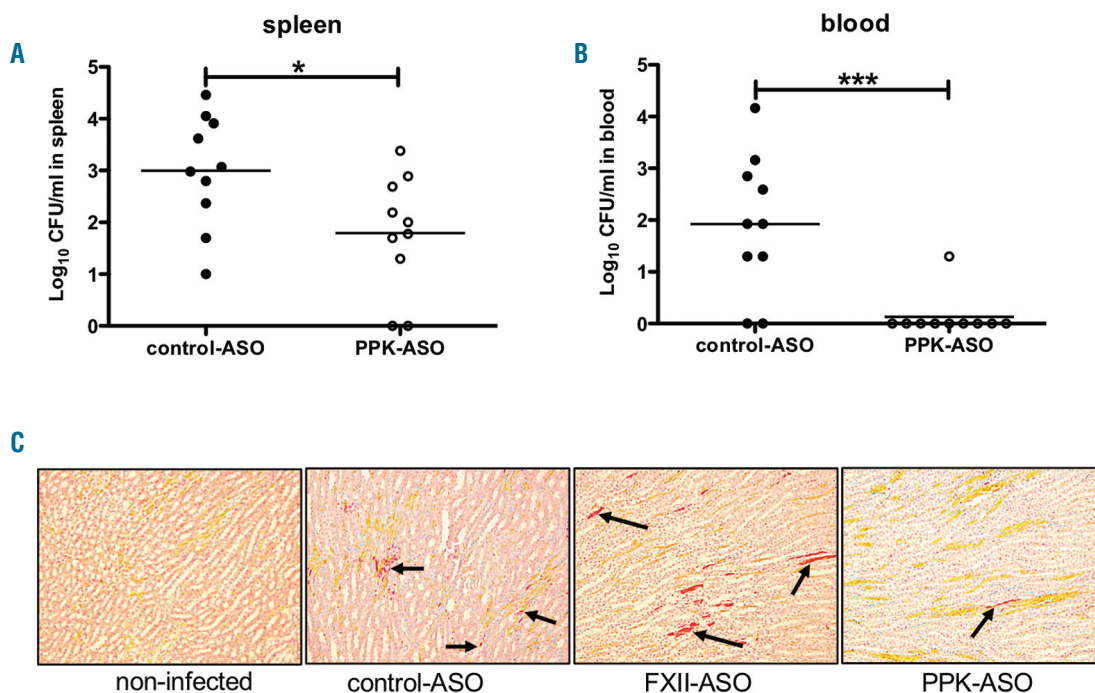 spleen
A
*
Log10 CFU/ml in spleen
5
4
3
2
1
0
control-ASO PPK-ASO
blood
B
***
Log10 CFU/ml in blood
5
4
3
2
1
0
control-ASO PPK-ASO
C
non-infected control-ASO FXII-ASO PPK-ASO